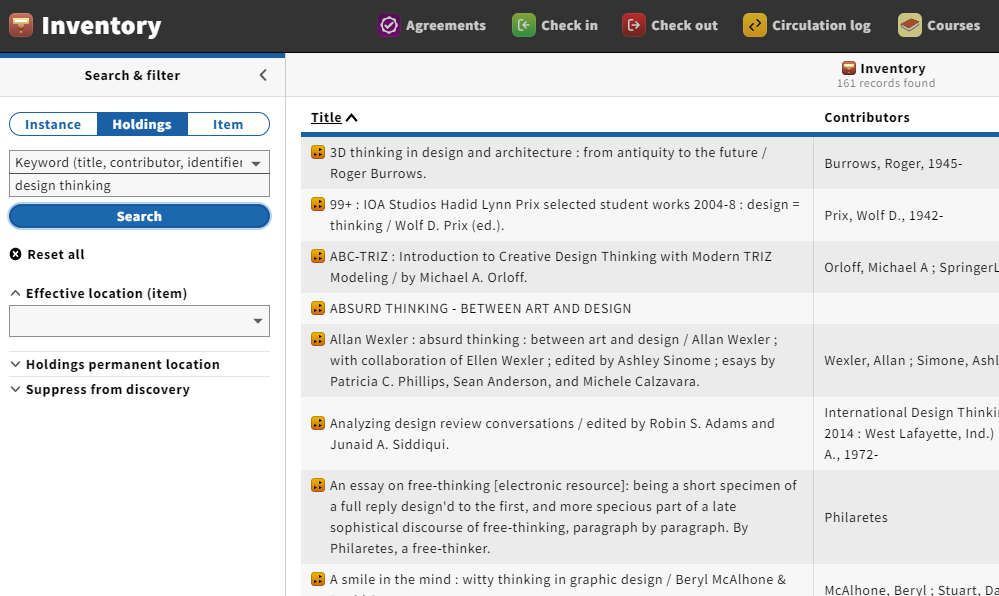 Inventory
Agreements
Check in
Check out
Circulation log
Courses
Search & filter
Inventory
161 records found
Instance
Holdings
Item
Keyword (title, contributor, identifier
design thinking
Search
Reset all
Effective location (item)
Holdings permanent location
Suppress from discovery
Title
Contributors
3D thinking in design and architecture : from antiquity to the future /
Roger Burrows.
Burrows, Roger, 1945-
99+ : IOA Studios Hadid Lynn Prix selected student works 2004-8 : design =
thinking / Wolf D. Prix (ed.).
Prix, Wolf D., 1942-
ABC-TRIZ : Introduction to Creative Design Thinking with Modern TRIZ
Modeling / by Michael A. Orloff.
Orloff, Michael A ; SpringerL
ABSURD THINKING - BETWEEN ART AND DESIGN
Allan Wexler : absurd thinking : between art and design / Allan Wexler ;
with collaboration of Ellen Wexler ; edited by Ashley Sinome ; esays by
Patricia C. Phillips, Sean Anderson, and Michele Calzavara.
Wexler, Allan ; Simone, Ashl
Analyzing design review conversations / edited by Robin S. Adams and
Junaid A. Siddiqui.
International Design Thinkin
2014 : West Lafayette, Ind.)
A., 1972-
An essay on free-thinking [electronic resource]: being a short specimen of
a full reply design'd to the first, and more specious part of a late
sophistical discourse of free-thinking, paragraph by paragraph. By
Philaretes, a free-thinker.
Philaretes
A smile in the mind : witty thinking in graphic design / Beryl McAlhone &
McAlhone, Beryl ; Stuart, Da